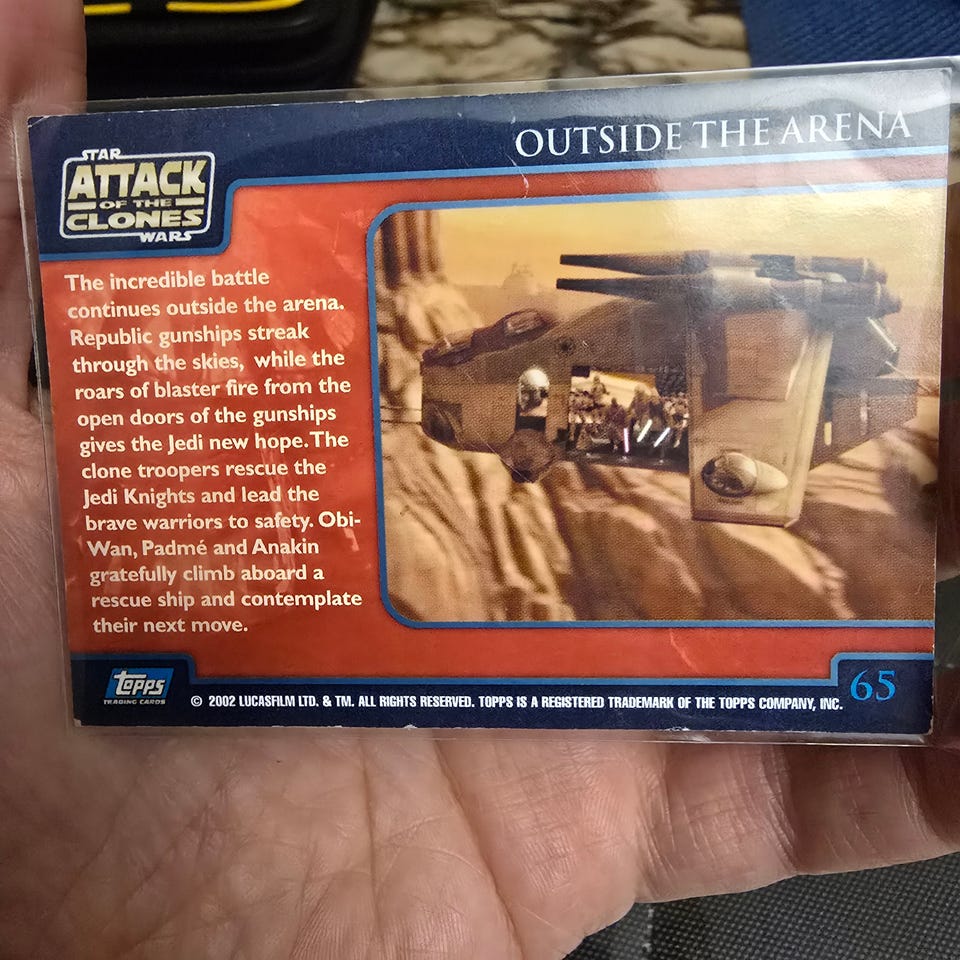 OUTSIDE THE ARENA
STAR
ATTACK
OF THE
CLONES
WARS
The incredible battle
continues outside the arena.
Republic gunships streak
through the skies, while the
roars of blaster fire from the
open doors of the gunships
gives the Jedi new hope. The
clone troopers rescue the
Jedi Knights and lead the
brave warriors to safety. Obi-
Wan, Padmé and Anakin
gratefully climb aboard a
rescue ship and contemplate
their next move.
topps
TRADING CARDS
© 2002 LUCASFILM LTD. & TM. ALL RIGHTS RESERVED. TOPPS IS A REGISTERED TRADEMARK OF THE TOPPS COMPANY, INC.
65